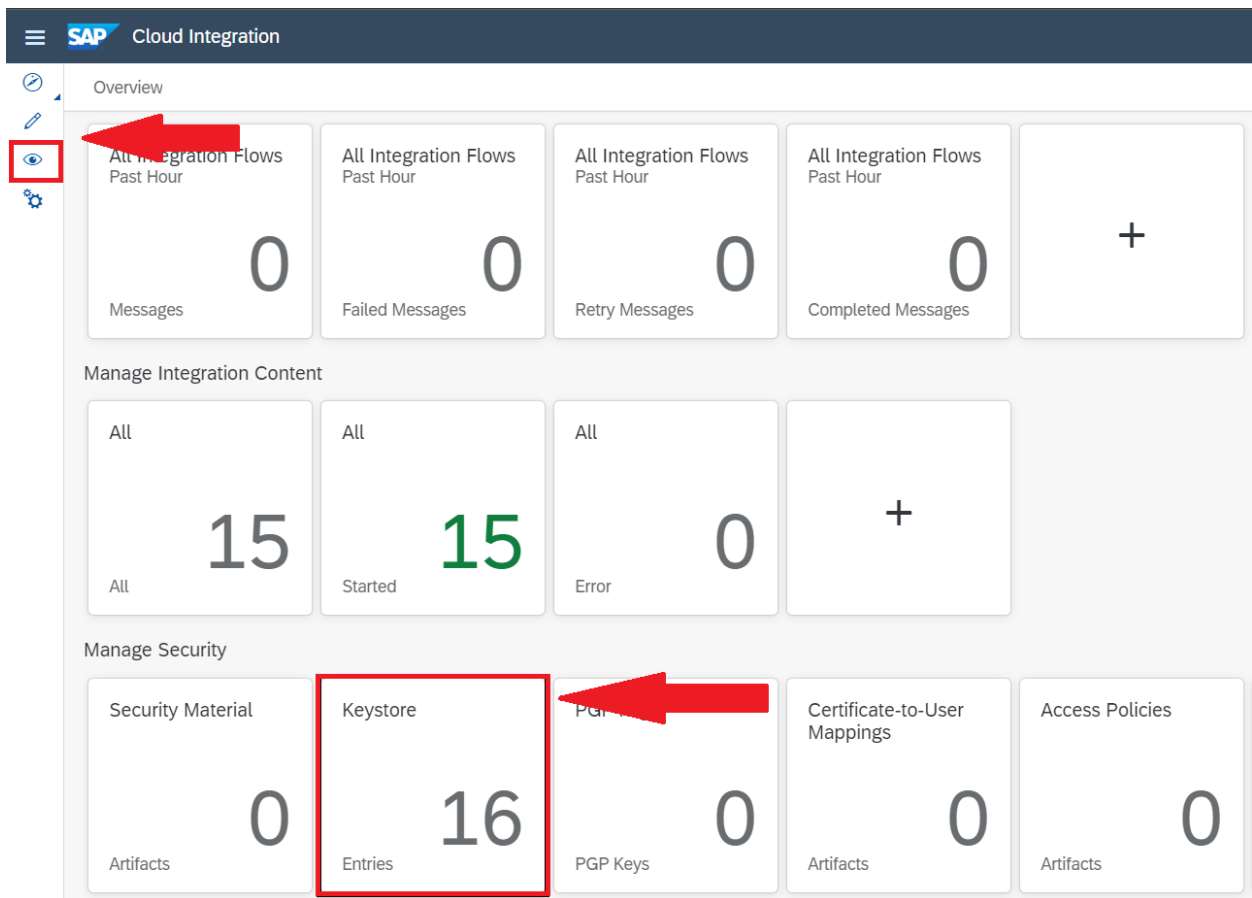 SAP Cloud Integration
Overview
All Integration Flows
Past Hour
0
Messages
All Integration Flows
Past Hour
0
Failed Messages
All Integration Flows
Past Hour
0
Retry Messages
All Integration Flows
Past Hour
0
Completed Messages
+
Manage Integration Content
All
15
All
All
15
Started
All
0
Error
+
Manage Security
Security Material
0
Artifacts
Keystore
16
Entries
PGP
0
PGP Keys
Certificate-to-User
Mappings
0
Artifacts
Access Policies
0
Artifacts